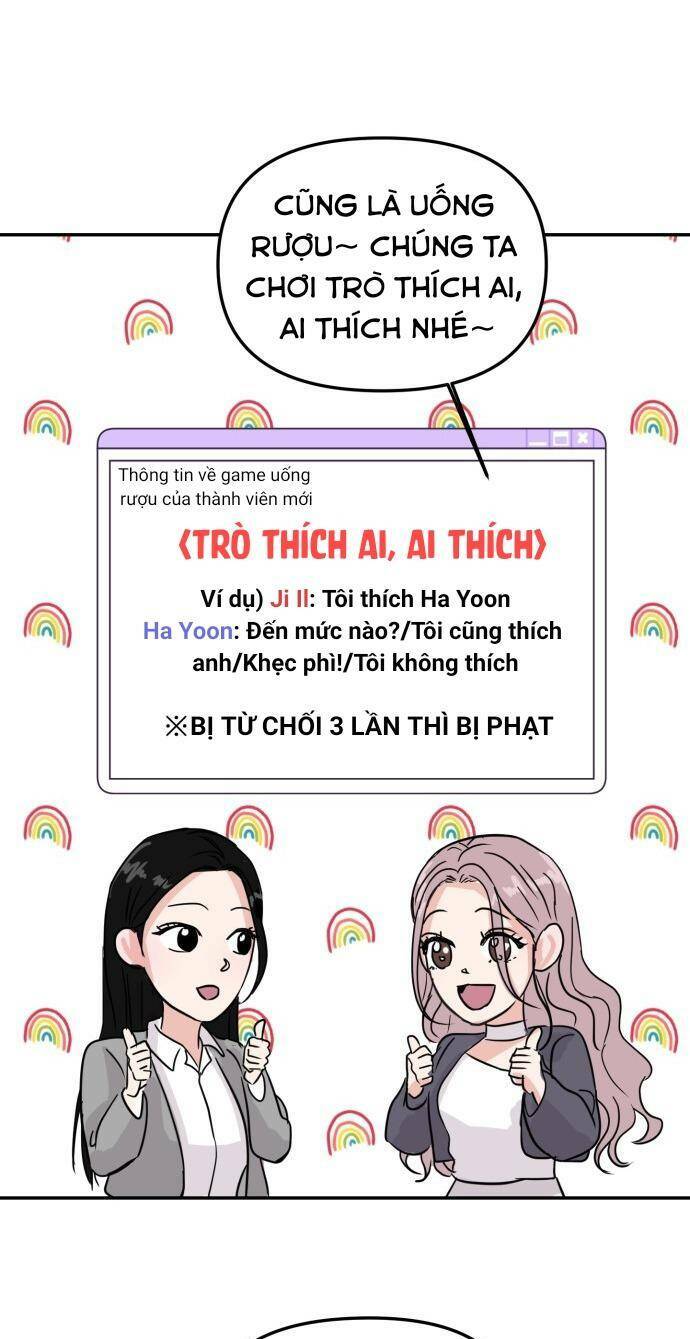 CŨNG LÀ UỐNG
RƯỢU~ CHÚNG TA
CHƠI TRÒ THÍCH AI,
AI THÍCH NHÉ~
Thông tin về game uống
rượu của thành viên mới
<TRÒ THÍCH AI, AI THÍCH>
Ví dụ) Ji Il: Tôi thích Ha Yoon
Ha Yoon: Đến mức nào?/Tôi cũng thích
anh/Khẹc phì!/Tôi không thích
※BỊ TỪ CHỐI 3 LẦN THÌ BỊ PHẠT